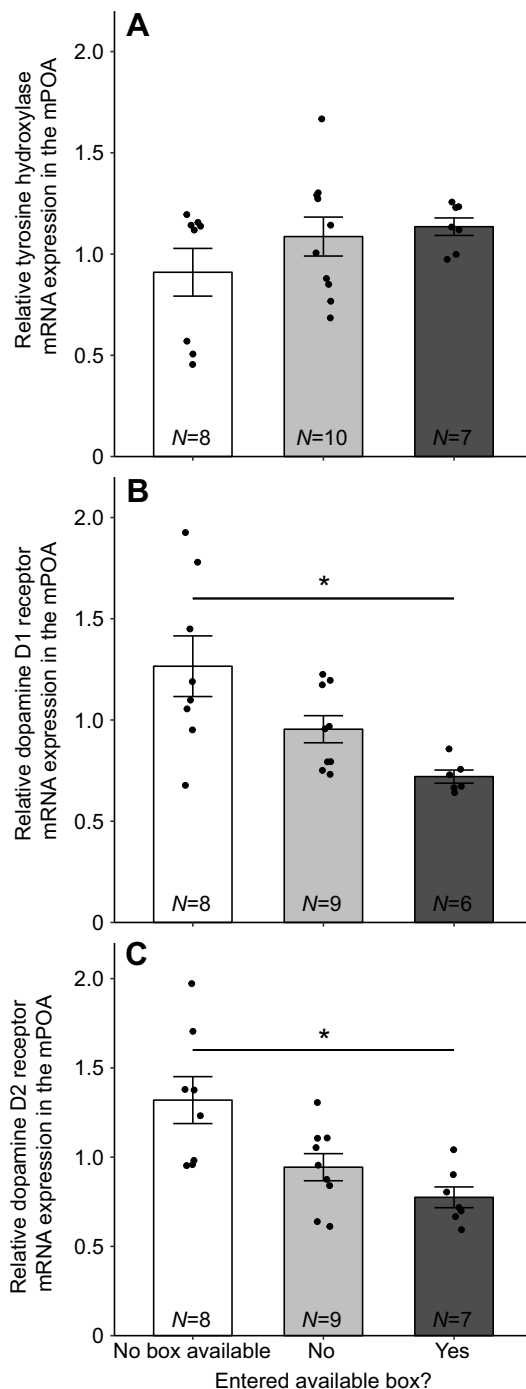 A
Relative tyrosine hydroxylase
mRNA expression in the mPOA
2.0
1.5
1.0
0.5
0
N=8
N=10
N=7
B
Relative dopamine D1 receptor
mRNA expression in the mPOA
2.0
1.5
1.0
0.5
0
*
N=8
N=9
N=6
C
Relative dopamine D2 receptor
mRNA expression in the mPOA
2.0
1.5
1.0
0.5
0
*
N=8
N=9
N=7
No box available
No
Yes
Entered available box?